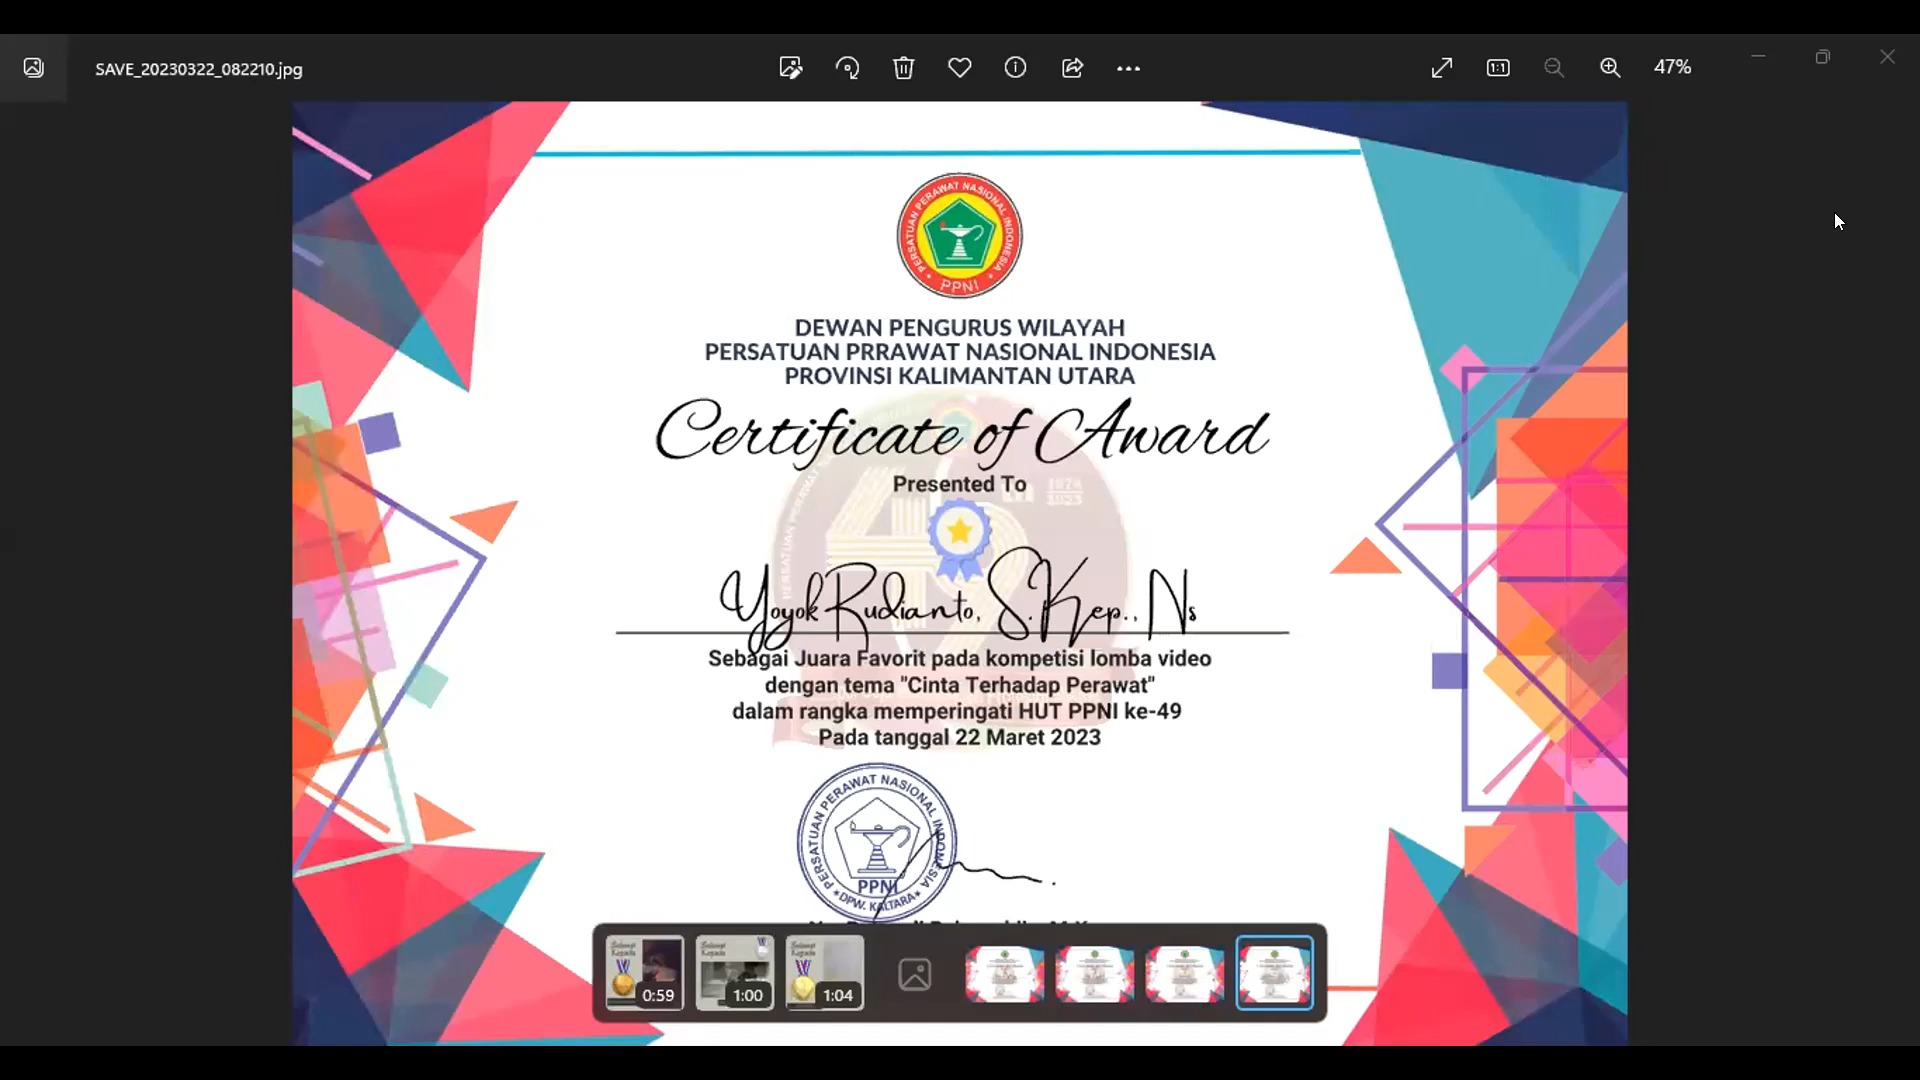 SAVE_20230322_082210.jpg
47%
PERSATUAN PERAWAT NASIONAL INDONESIA
PPNI
DEWAN PENGURUS WILAYAH
PERSATUAN PRRAWAT NASIONAL INDONESIA
PROVINSI KALIMANTAN UTARA
Certificate of Award
Presented To
Yoyok Rudianto, S.Kep., Ns
Sebagai Juara Favorit pada kompetisi lomba video
dengan tema "Cinta Terhadap Perawat"
dalam rangka memperingati HUT PPNI ke-49
Pada tanggal 22 Maret 2023
PERSATUAN PERAWAT NASIONAL INDONESIA
PPNI
DPW. KALTARA
0:59
1:00
1:04